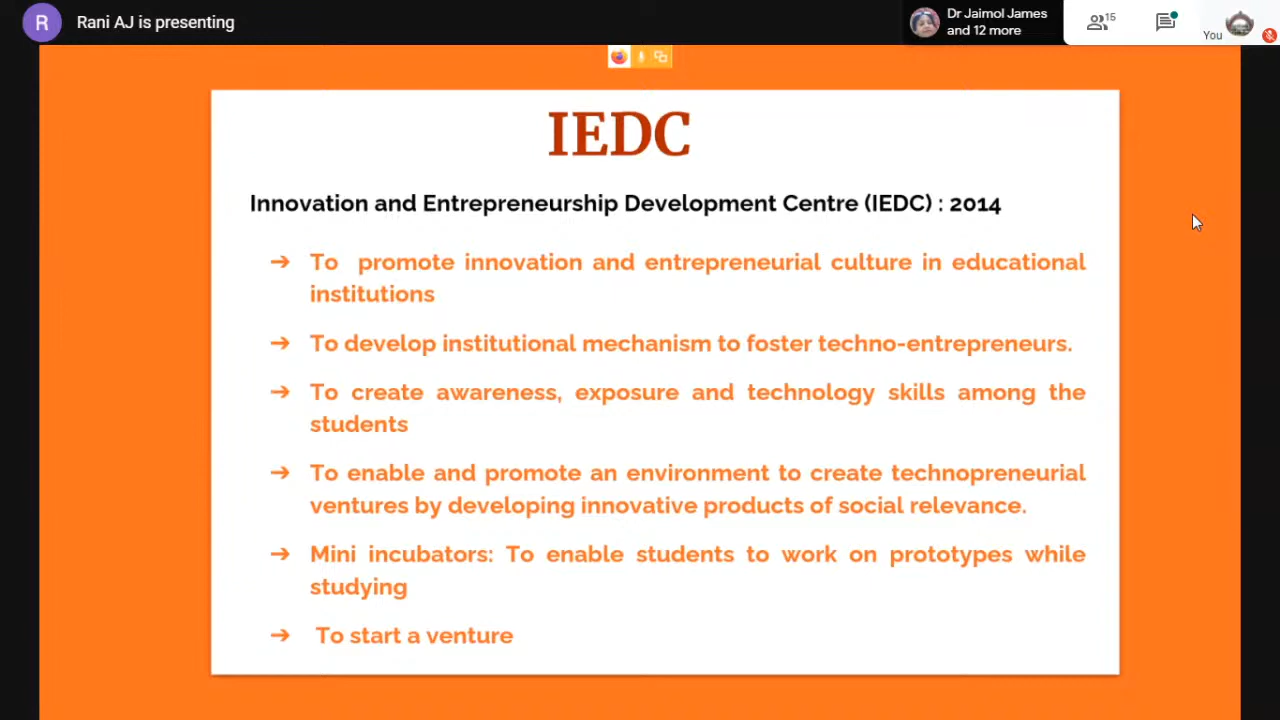 R Rani AJ is presenting
Dr Jaimol James
and 12 more
15
You
IEDC
Innovation and Entrepreneurship Development Centre (IEDC) : 2014
➔ To promote innovation and entrepreneurial culture in educational
institutions
➔ To develop institutional mechanism to foster techno-entrepreneurs.
➔ To create awareness, exposure and technology skills among the
students
➔ To enable and promote an environment to create technopreneurial
ventures by developing innovative products of social relevance.
➔ Mini incubators: To enable students to work on prototypes while
studying
➔ To start a venture